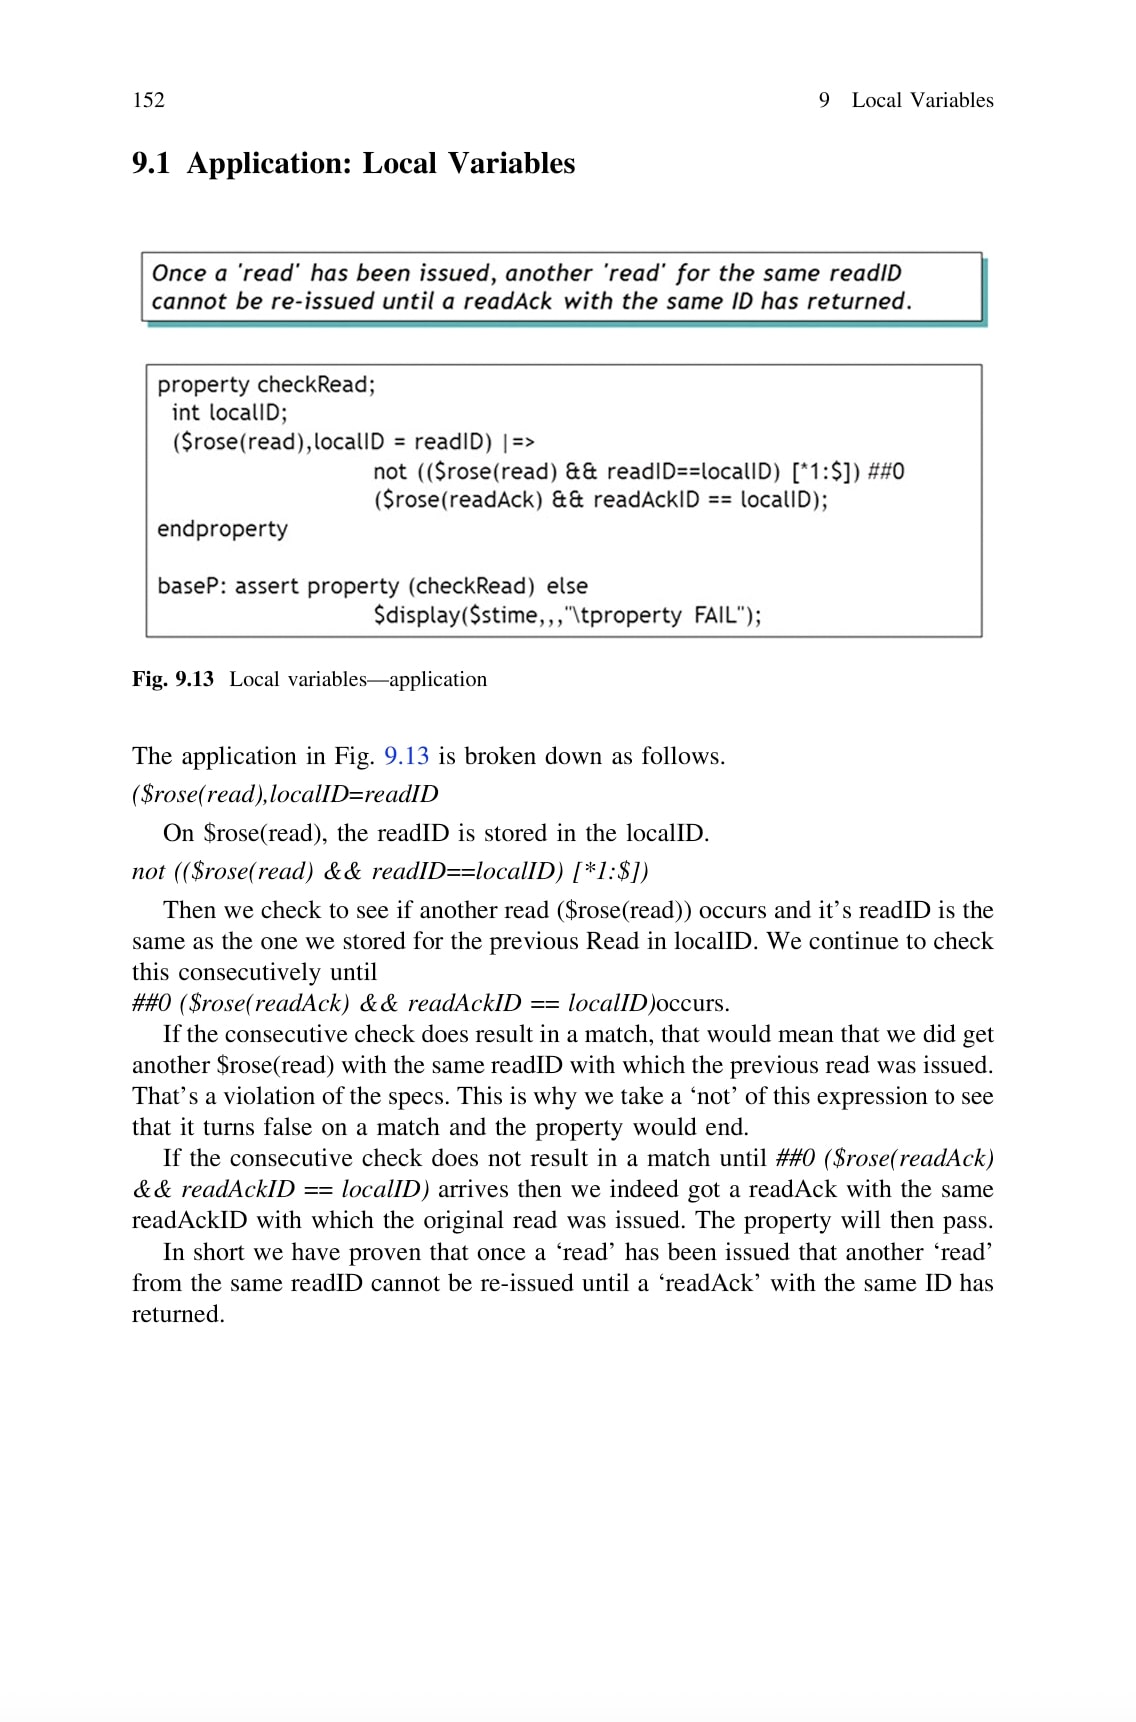 152
9 Local Variables
9.1 Application: Local Variables
Once a 'read' has been issued, another 'read' for the same readID
cannot be re-issued until a readAck with the same ID has returned.
property checkRead;
int localID;
($rose(read),localID = readID) |=>
not (($rose(read) && readID==localID) [*1:$]) ##0
($rose(readAck) && readAckID == localID);
endproperty
baseP: assert property (checkRead) else
$display($stime,,,"\tproperty FAIL");
Fig. 9.13 Local variables—application
The application in Fig. 9.13 is broken down as follows.
($rose(read),localID=readID
On $rose(read), the readID is stored in the localID.
not (($rose(read) && readID==localID) [*1:$])
Then we check to see if another read ($rose(read)) occurs and it’s readID is the
same as the one we stored for the previous Read in localID. We continue to check
this consecutively until
##0 ($rose(readAck) && readAckID == localID)occurs.
If the consecutive check does result in a match, that would mean that we did get
another $rose(read) with the same readID with which the previous read was issued.
That’s a violation of the specs. This is why we take a ‘not’ of this expression to see
that it turns false on a match and the property would end.
If the consecutive check does not result in a match until ##0 ($rose(readAck)
&& readAckID == localID) arrives then we indeed got a readAck with the same
readAckID with which the original read was issued. The property will then pass.
In short we have proven that once a ‘read’ has been issued that another ‘read’
from the same readID cannot be re-issued until a ‘readAck’ with the same ID has
returned.